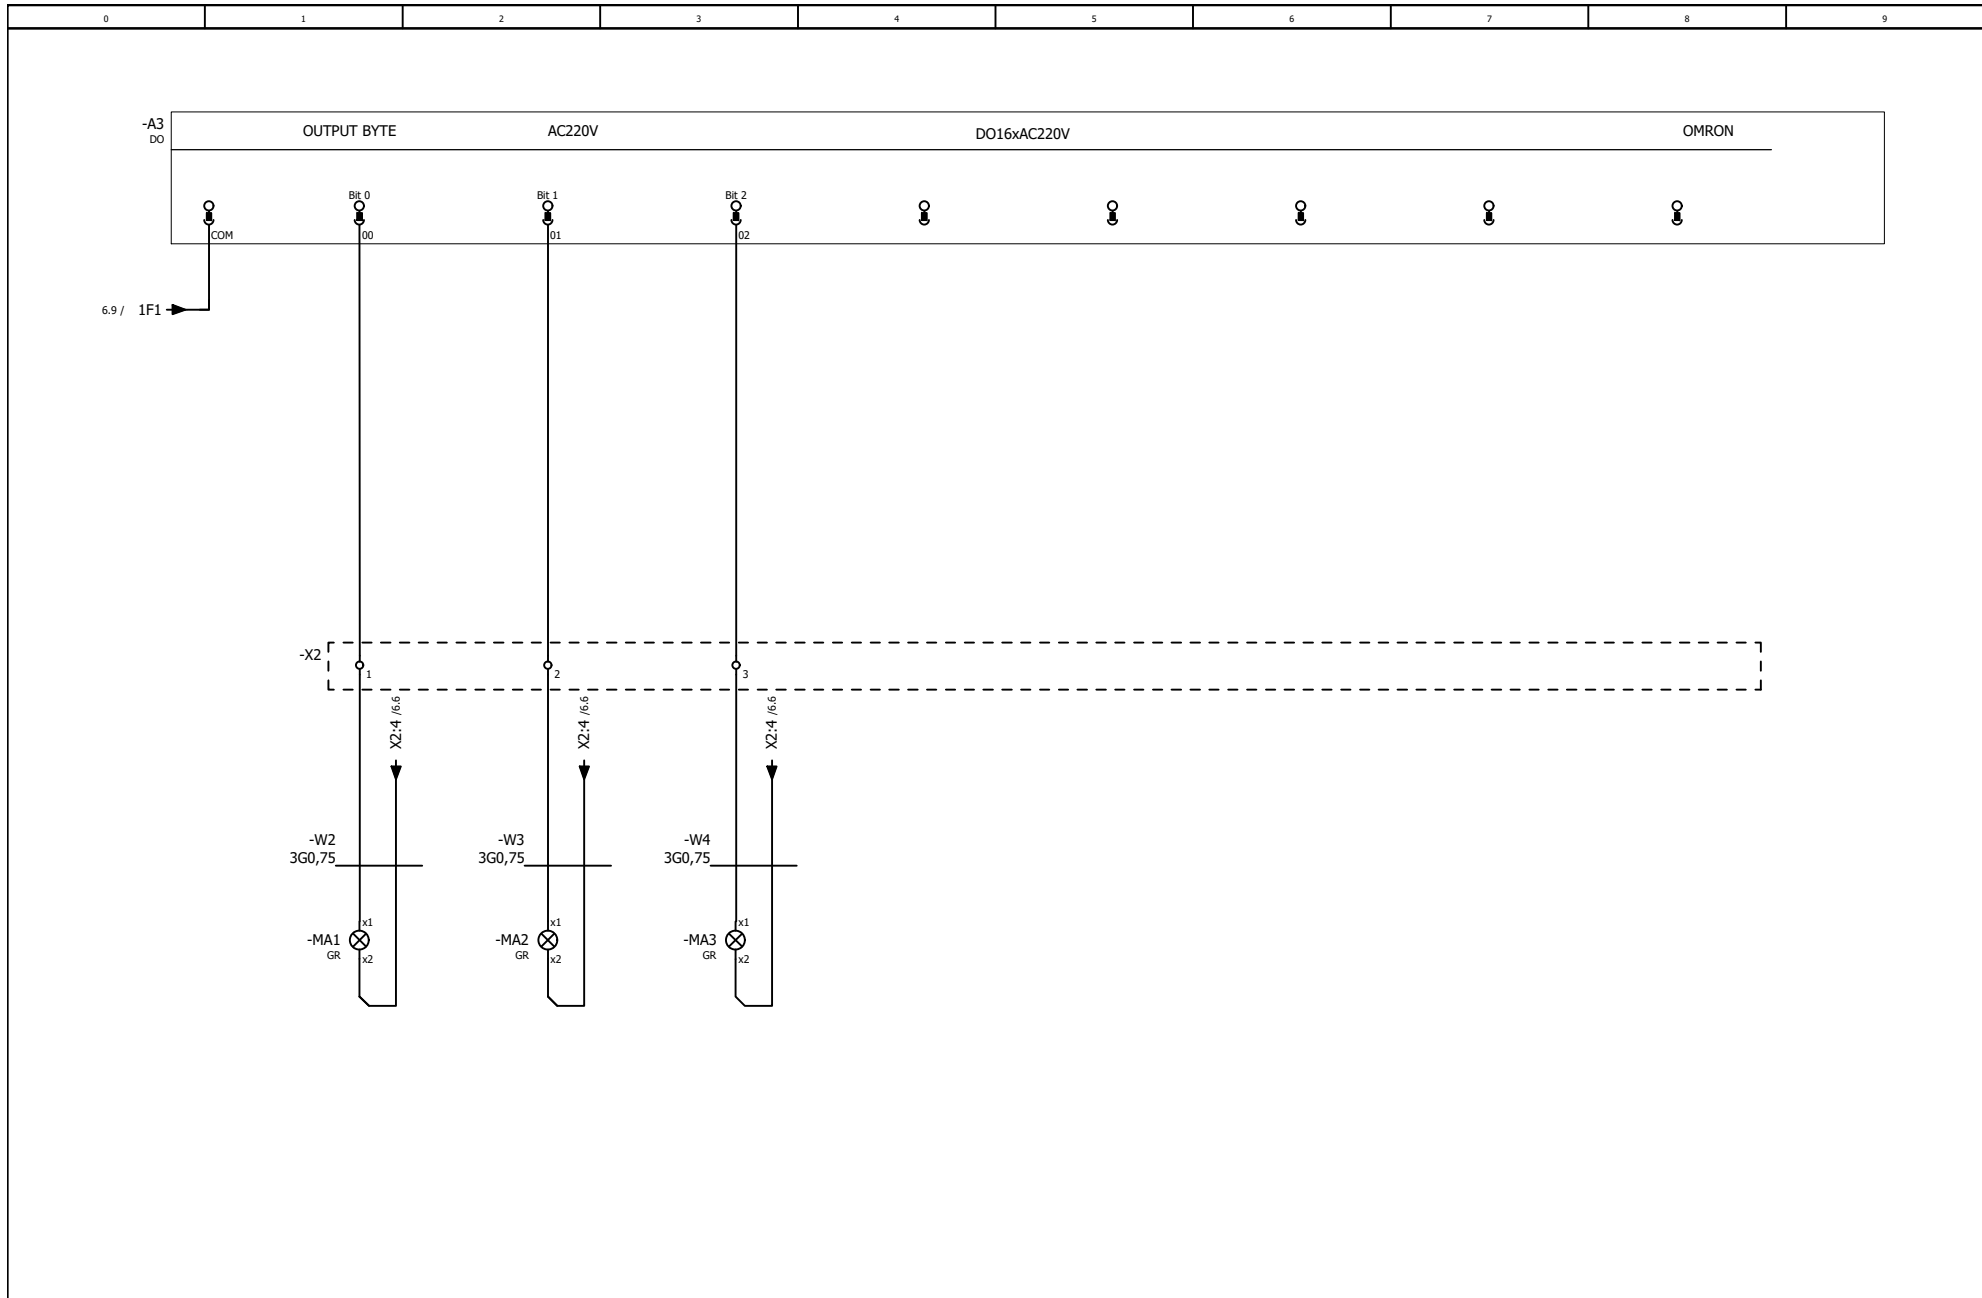 0 1 2 3 4 5 6 7 8 9
-A3 OUTPUT BYTE AC220V DO16xAC220V OMRON
DO
Bit 0 Bit 1 Bit 2
COM 00 01 02
6.9 / 1F1
-X2
1 2 3
X2:4 /6.6 X2:4 /6.6 X2:4 /6.6
-W2 -W3 -W4
3G0,75 3G0,75 3G0,75
x1 x1 x1
-MA1 -MA2 -MA3
GR GR GR
x2 x2 x2